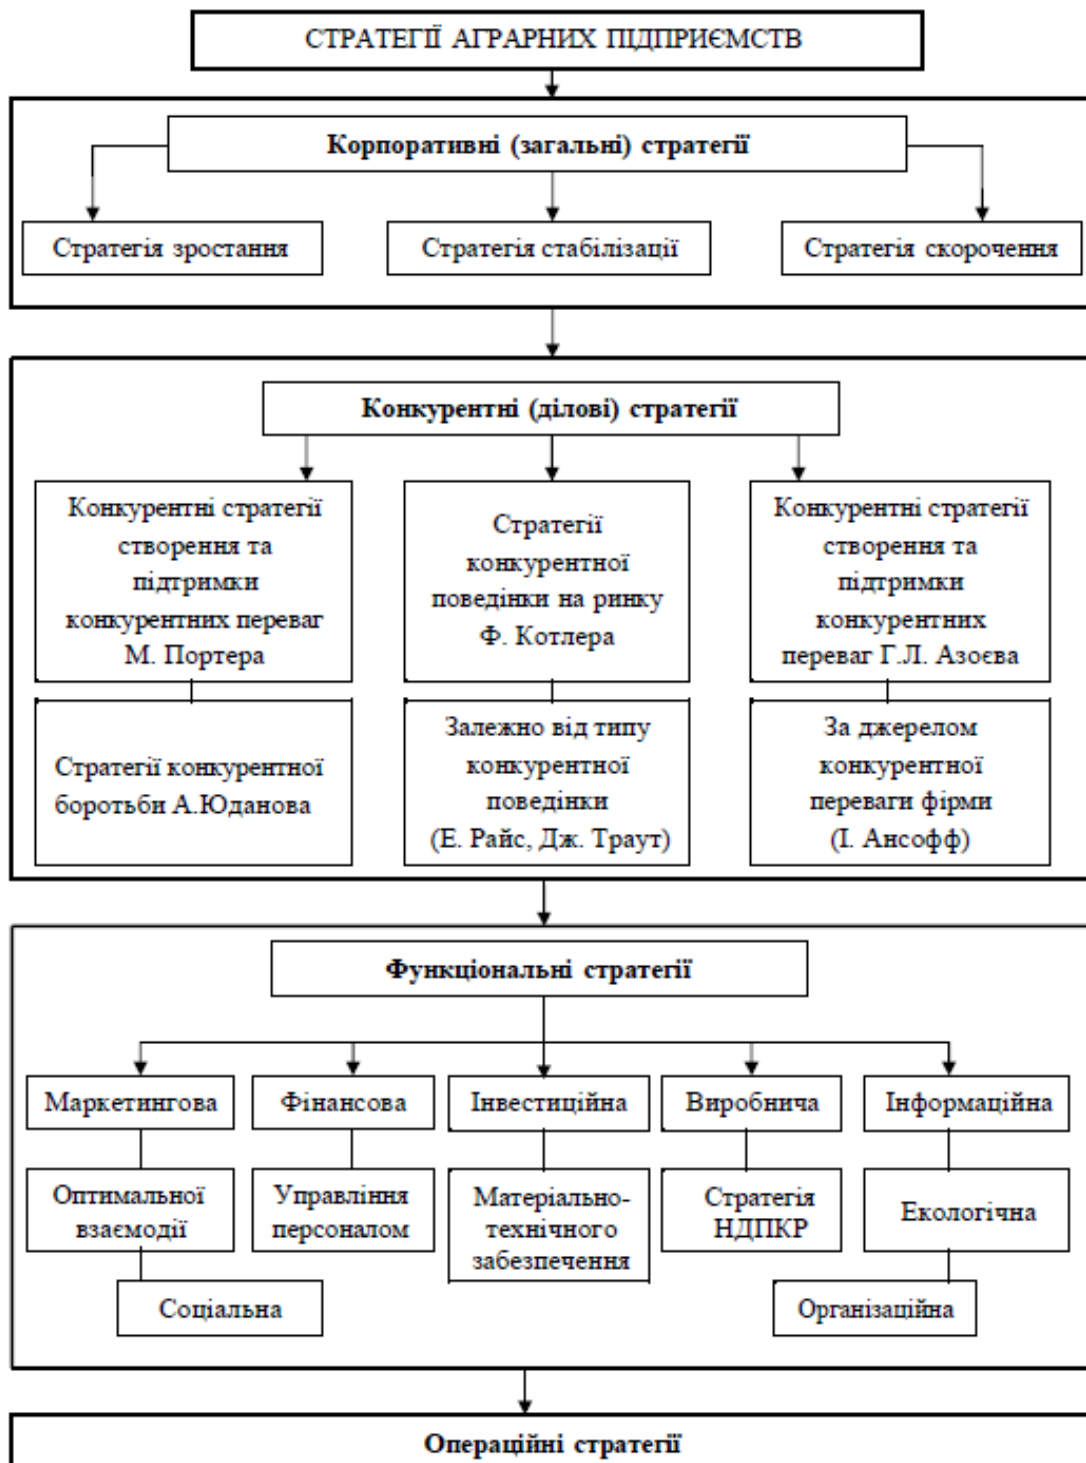 СТРАТЕГІЇ АГРАРНИХ ПІДПРИЄМСТВ
Корпоративні (загальні) стратегії
Стратегія зростання
Стратегія стабілізації
Стратегія скорочення
Конкурентні (ділові) стратегії
Конкурентні стратегії
створення та
підтримки
конкурентних переваг
М. Портера
Стратегії
конкурентної
поведінки на ринку
Ф. Котлера
Конкурентні стратегії
створення та
підтримки
конкурентних
переваг Г.Л. Азоєва
Стратегії конкурентної
боротьби А.Юданова
Залежно від типу
конкурентної
поведінки
(Е. Райс, Дж. Траут)
За джерелом
конкурентної
переваги фірми
(І. Ансофф)
Функціональні стратегії
Маркетингова
Фінансова
Інвестиційна
Виробнича
Інформаційна
Оптимальної
взаємодії
Управління
персоналом
Матеріально-
технічного
забезпечення
Стратегія
НДПКР
Екологічна
Соціальна
Організаційна
Операційні стратегії